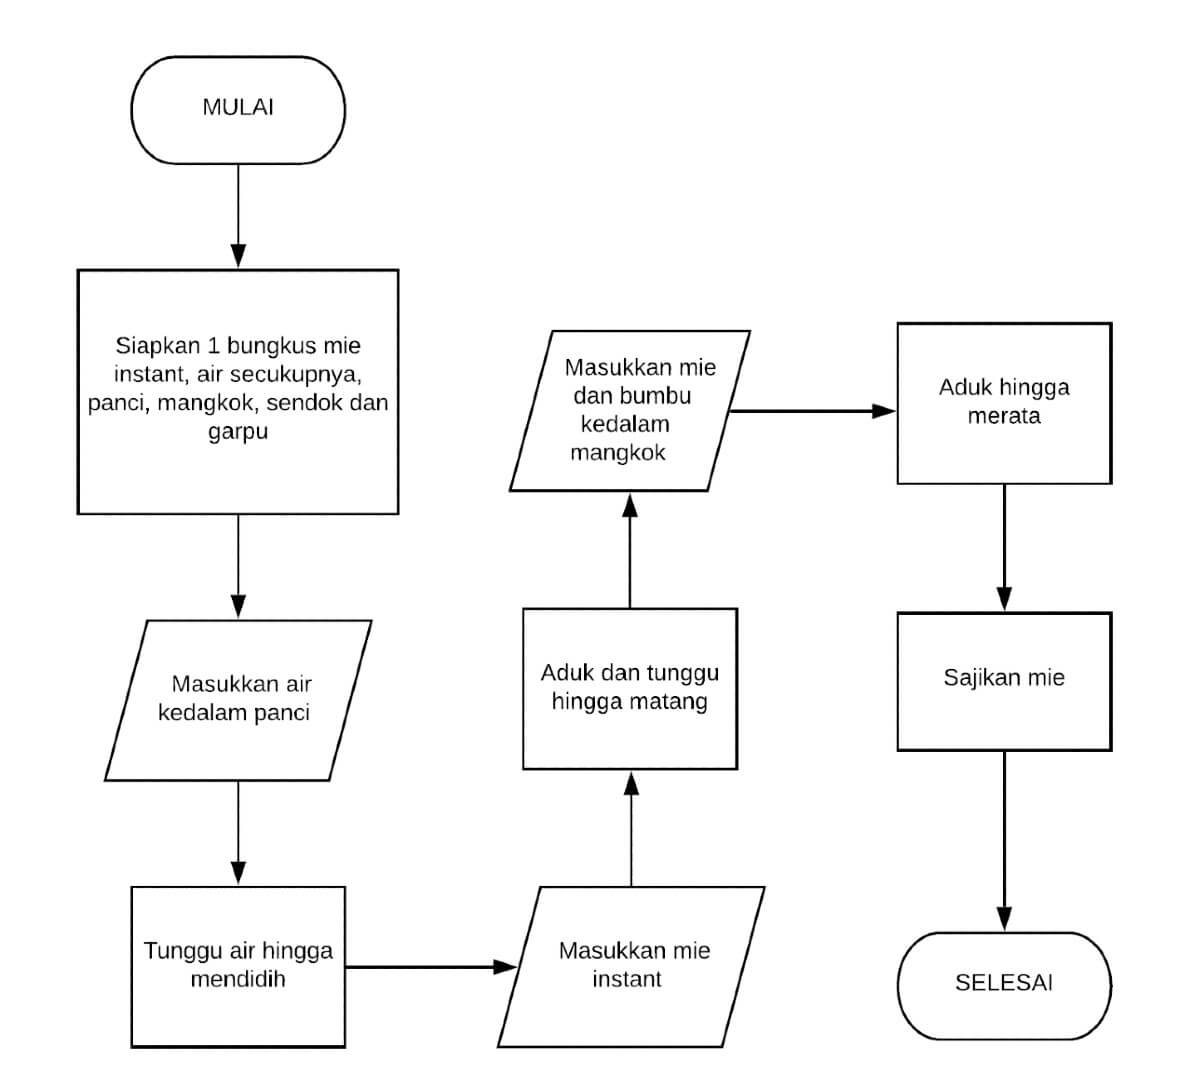 MULAI
Siapkan 1 bungkus mie
instant, air secukupnya,
panci, mangkok, sendok dan
garpu
Masukkan air
kedalam panci
Tunggu air hingga
mendidih
Masukkan mie
instant
Aduk dan tunggu
hingga matang
Masukkan mie
dan bumbu
kedalam
mangkok
Aduk hingga
merata
Sajikan mie
SELESAI